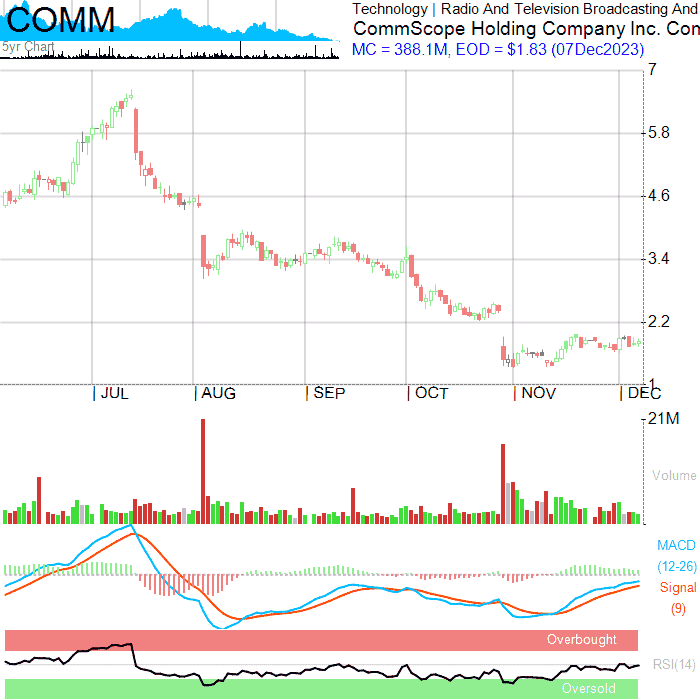 COMM
5yr Chart
Technology | Radio And Television Broadcasting And
CommScope Holding Company Inc. Con
MC = 388.1M, EOD = $1.83 (07Dec2023)
7
5.8
4.6
3.4
2.2
1
| JUL | AUG | SEP | OCT | NOV | DEC
21M
Volume
MACD
(12-26)
Signal
(9)
Overbought
RSI(14)
Oversold